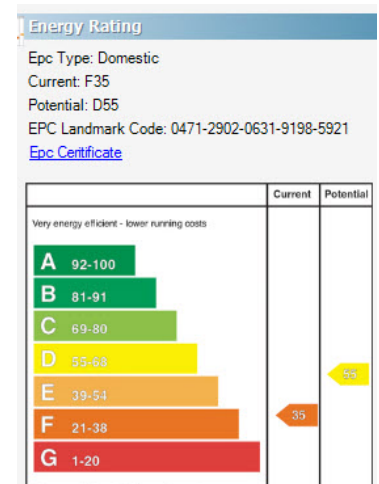 Energy Rating
Epc Type: Domestic
Current: F35
Potential: D55
EPC Landmark Code: 0471-2902-0631-9198-5921
Epc Certificate
Current Potential
Very energy efficient - lower running costs
A 92-100
B 81-91
C 69-80
D 55-68
55
E 39-54
F 21-38
35
G 1-20